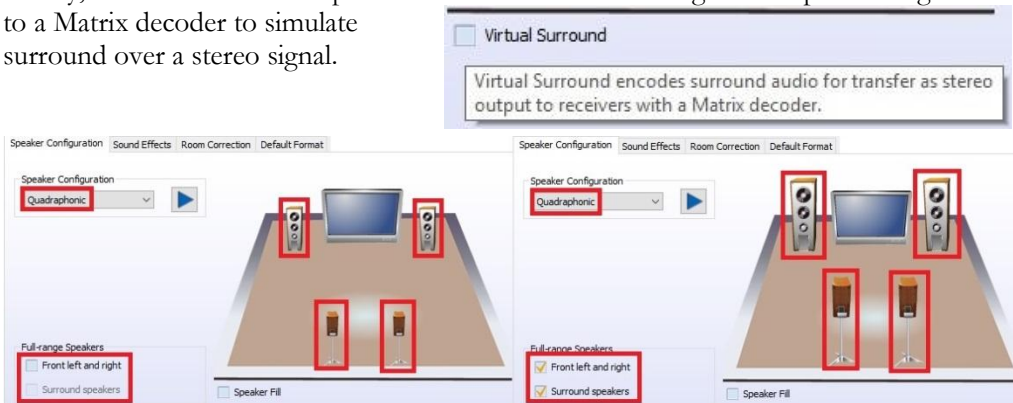 to a Matrix decoder to simulate
surround over a stereo signal.
Virtual Surround
Virtual Surround encodes surround audio for transfer as stereo
output to receivers with a Matrix decoder.
Speaker Configuration Sound Effects Room Correction Default Format
Speaker Configuration
Quadraphonic
Full-range Speakers
Front left and right
Surround speakers
Speaker Fill
Speaker Configuration Sound Effects Room Correction Default Format
Speaker Configuration
Quadraphonic
Full-range Speakers
Front left and right
Surround speakers
Speaker Fill